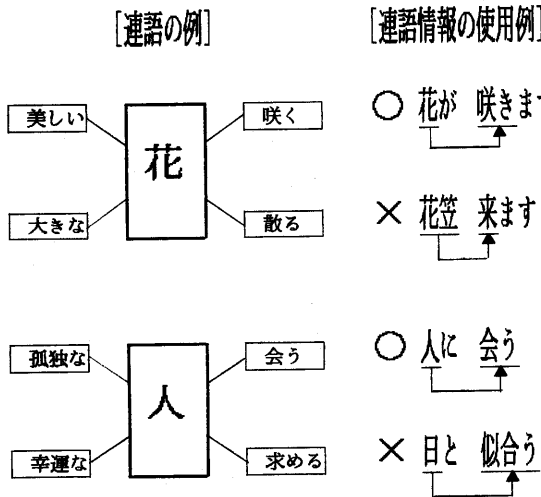 [連語の例]
[連語情報の使用例]
美しい
咲く
花
大きな
散る
○ 花が 咲きます
× 花笠 来ます
孤独な
会う
人
幸運な
求める
○ 人に 会う
× 日と 似合う